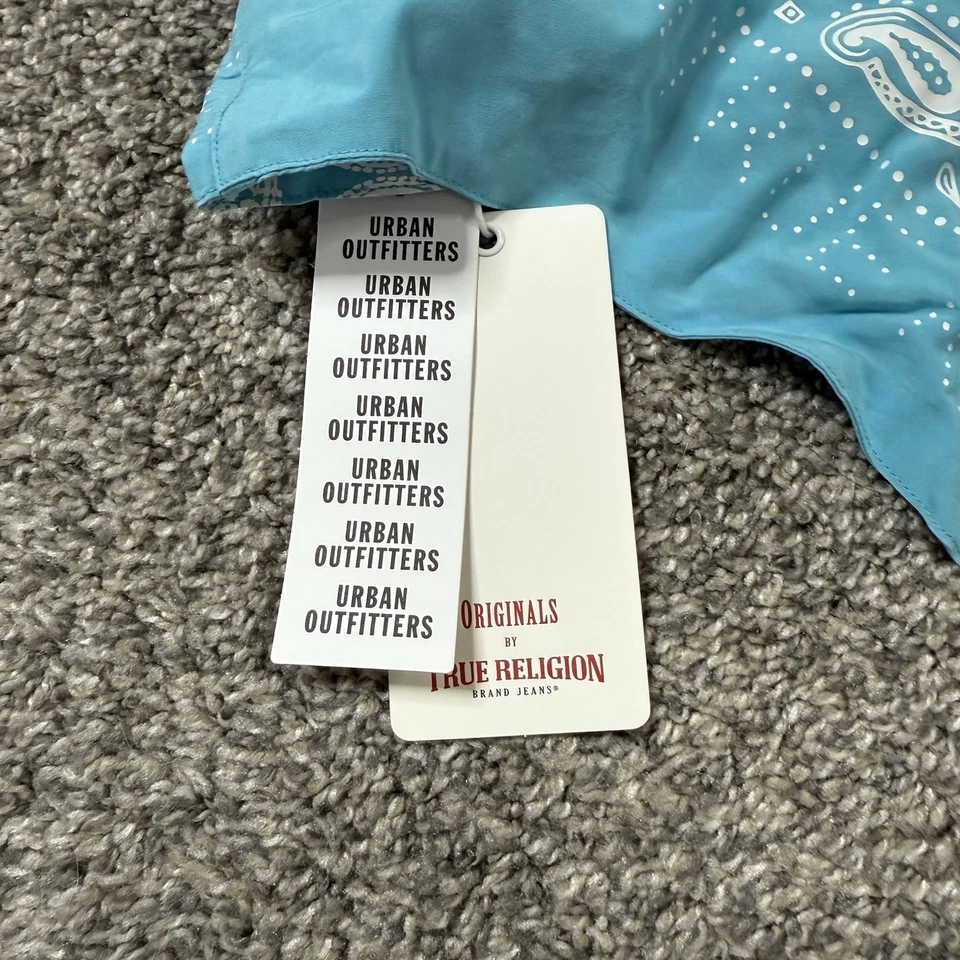 URBAN
OUTFITTERS
URBAN
OUTFITTERS
URBAN
OUTFITTERS
URBAN
OUTFITTERS
URBAN
OUTFITTERS
URBAN
OUTFITTERS
URBAN
OUTFITTERS
ORIGINALS
BY
TRUE RELIGION
BRAND JEANS®